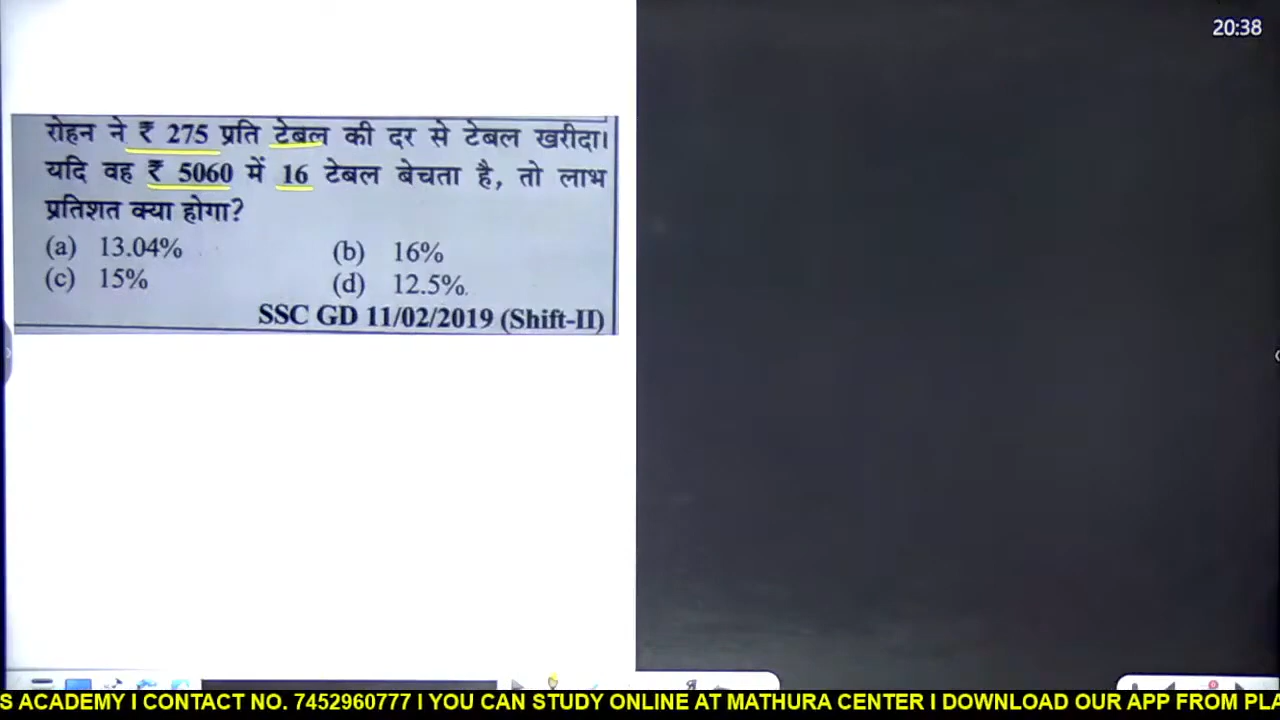 20:38
रोहन ने ₹ 275 प्रति टेबल की दर से टेबल खरीदा।
यदि वह ₹ 5060 में 16 टेबल बेचता है, तो लाभ
प्रतिशत क्या होगा?
(a) 13.04% (b) 16%
(c) 15% (d) 12.5%
SSC GD 11/02/2019 (Shift-II)
S ACADEMY I CONTACT NO. 7452960777 I YOU CAN STUDY ONLINE AT MATHURA CENTER I DOWNLOAD OUR APP FROM PLA